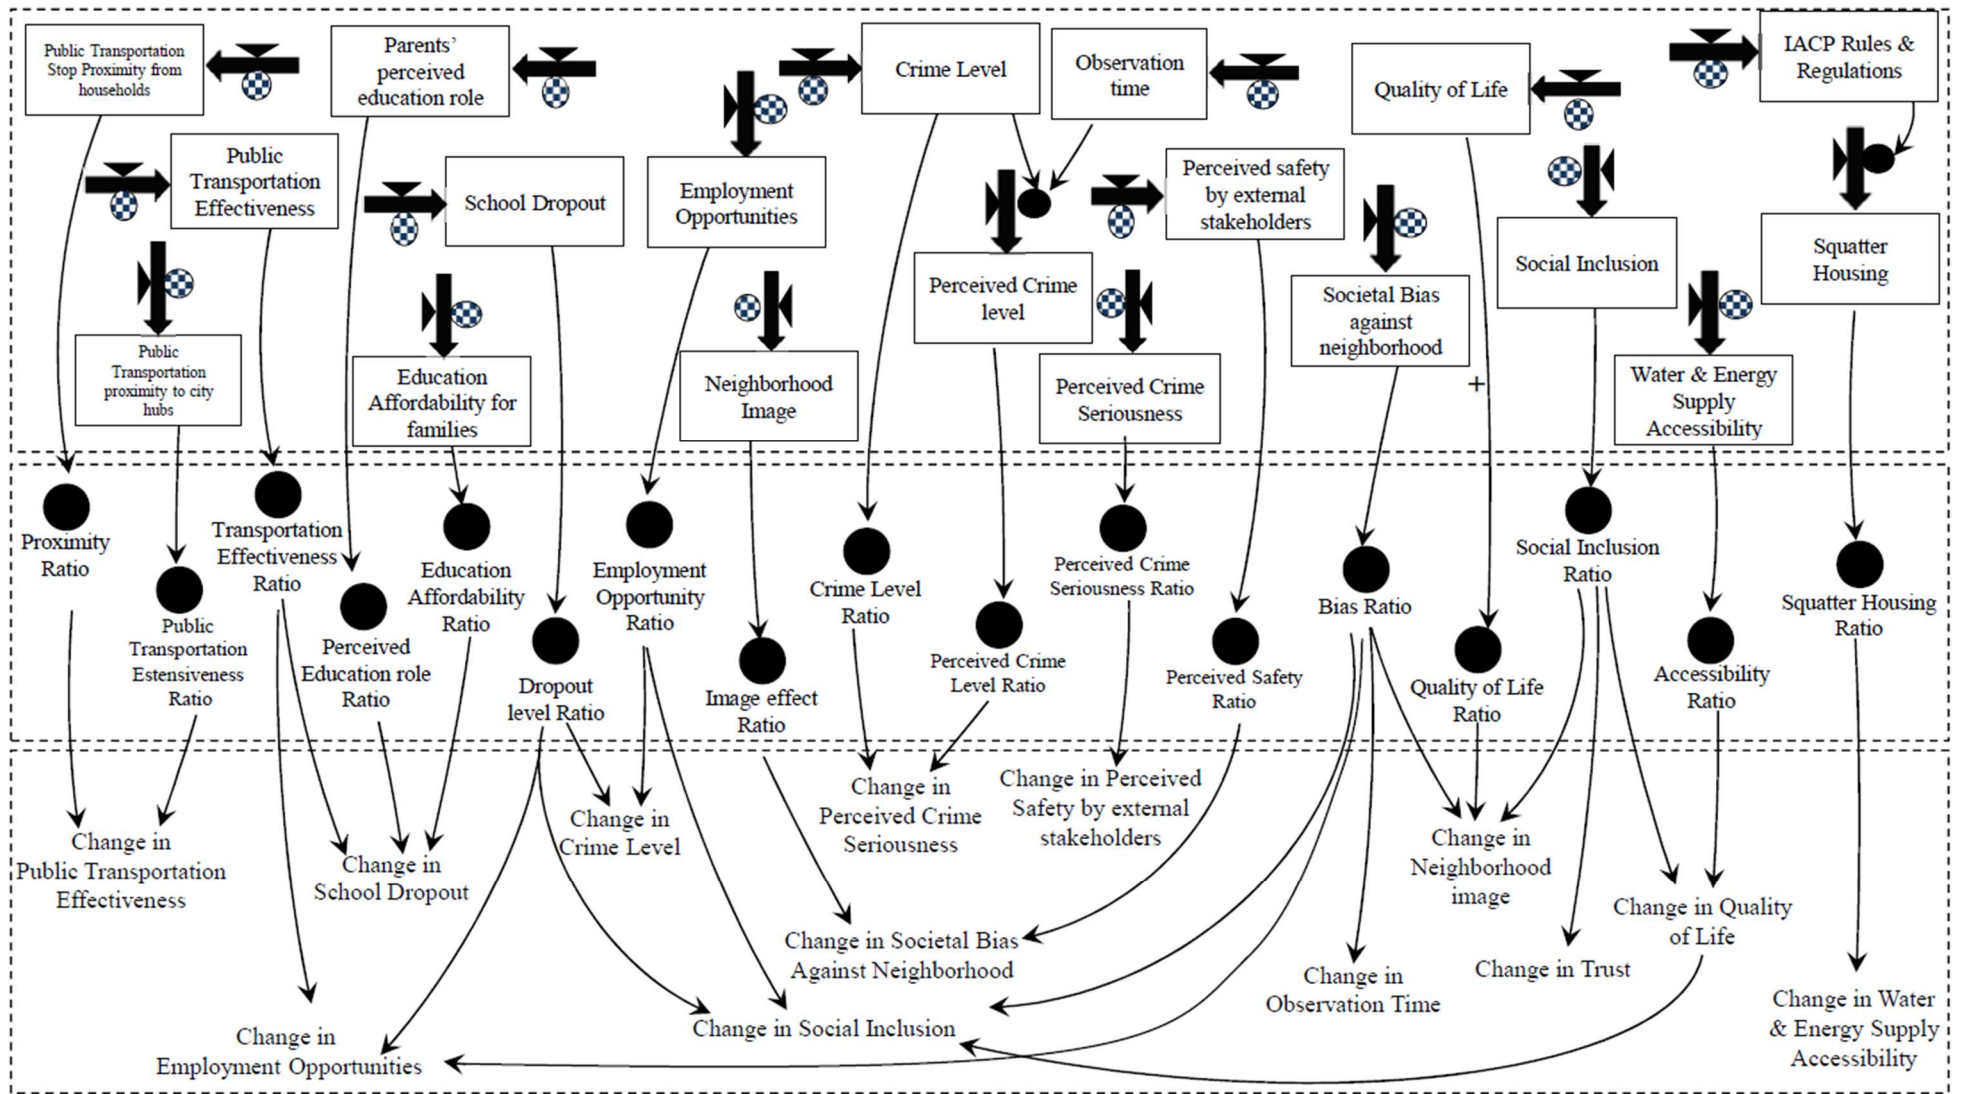 Public Transportation
Stop Proximity from
households
Parents'
perceived
education role
Crime Level
Observation
time
Quality of Life
IACP Rules &
Regulations
Public
Transportation
Effectiveness
School Dropout
Employment
Opportunities
Perceived safety
by external
stakeholders
Social Inclusion
Squatter
Housing
Perceived Crime
level
Societal Bias
against
neighborhood
Public
Transportation
proximity to city
hubs
Education
Affordability for
families
Neighborhood
Image
Perceived Crime
Seriousness
+
Water & Energy
Supply
Accessibility
Proximity
Ratio
Public
Transportation
Estensiveness
Ratio
Transportation
Effectiveness
Ratio
Perceived
Education role
Ratio
Education
Affordability
Ratio
Dropout
level Ratio
Employment
Opportunity
Ratio
Image effect
Ratio
Crime Level
Ratio
Perceived Crime
Level Ratio
Perceived Crime
Seriousness Ratio
Perceived Safety
Ratio
Bias Ratio
Quality of Life
Ratio
Social Inclusion
Ratio
Accessibility
Ratio
Squatter Housing
Ratio
Change in
Public Transportation
Effectiveness
Change in
School Dropout
Change in
Crime Level
Change in
Perceived Crime
Seriousness
Change in Perceived
Safety by external
stakeholders
Change in
Neighborhood
image
Change in Quality
of Life
Change in Societal Bias
Against Neighborhood
Change in
Observation Time
Change in Trust
Change in Water
& Energy Supply
Accessibility
Change in Social Inclusion
Change in
Employment Opportunities